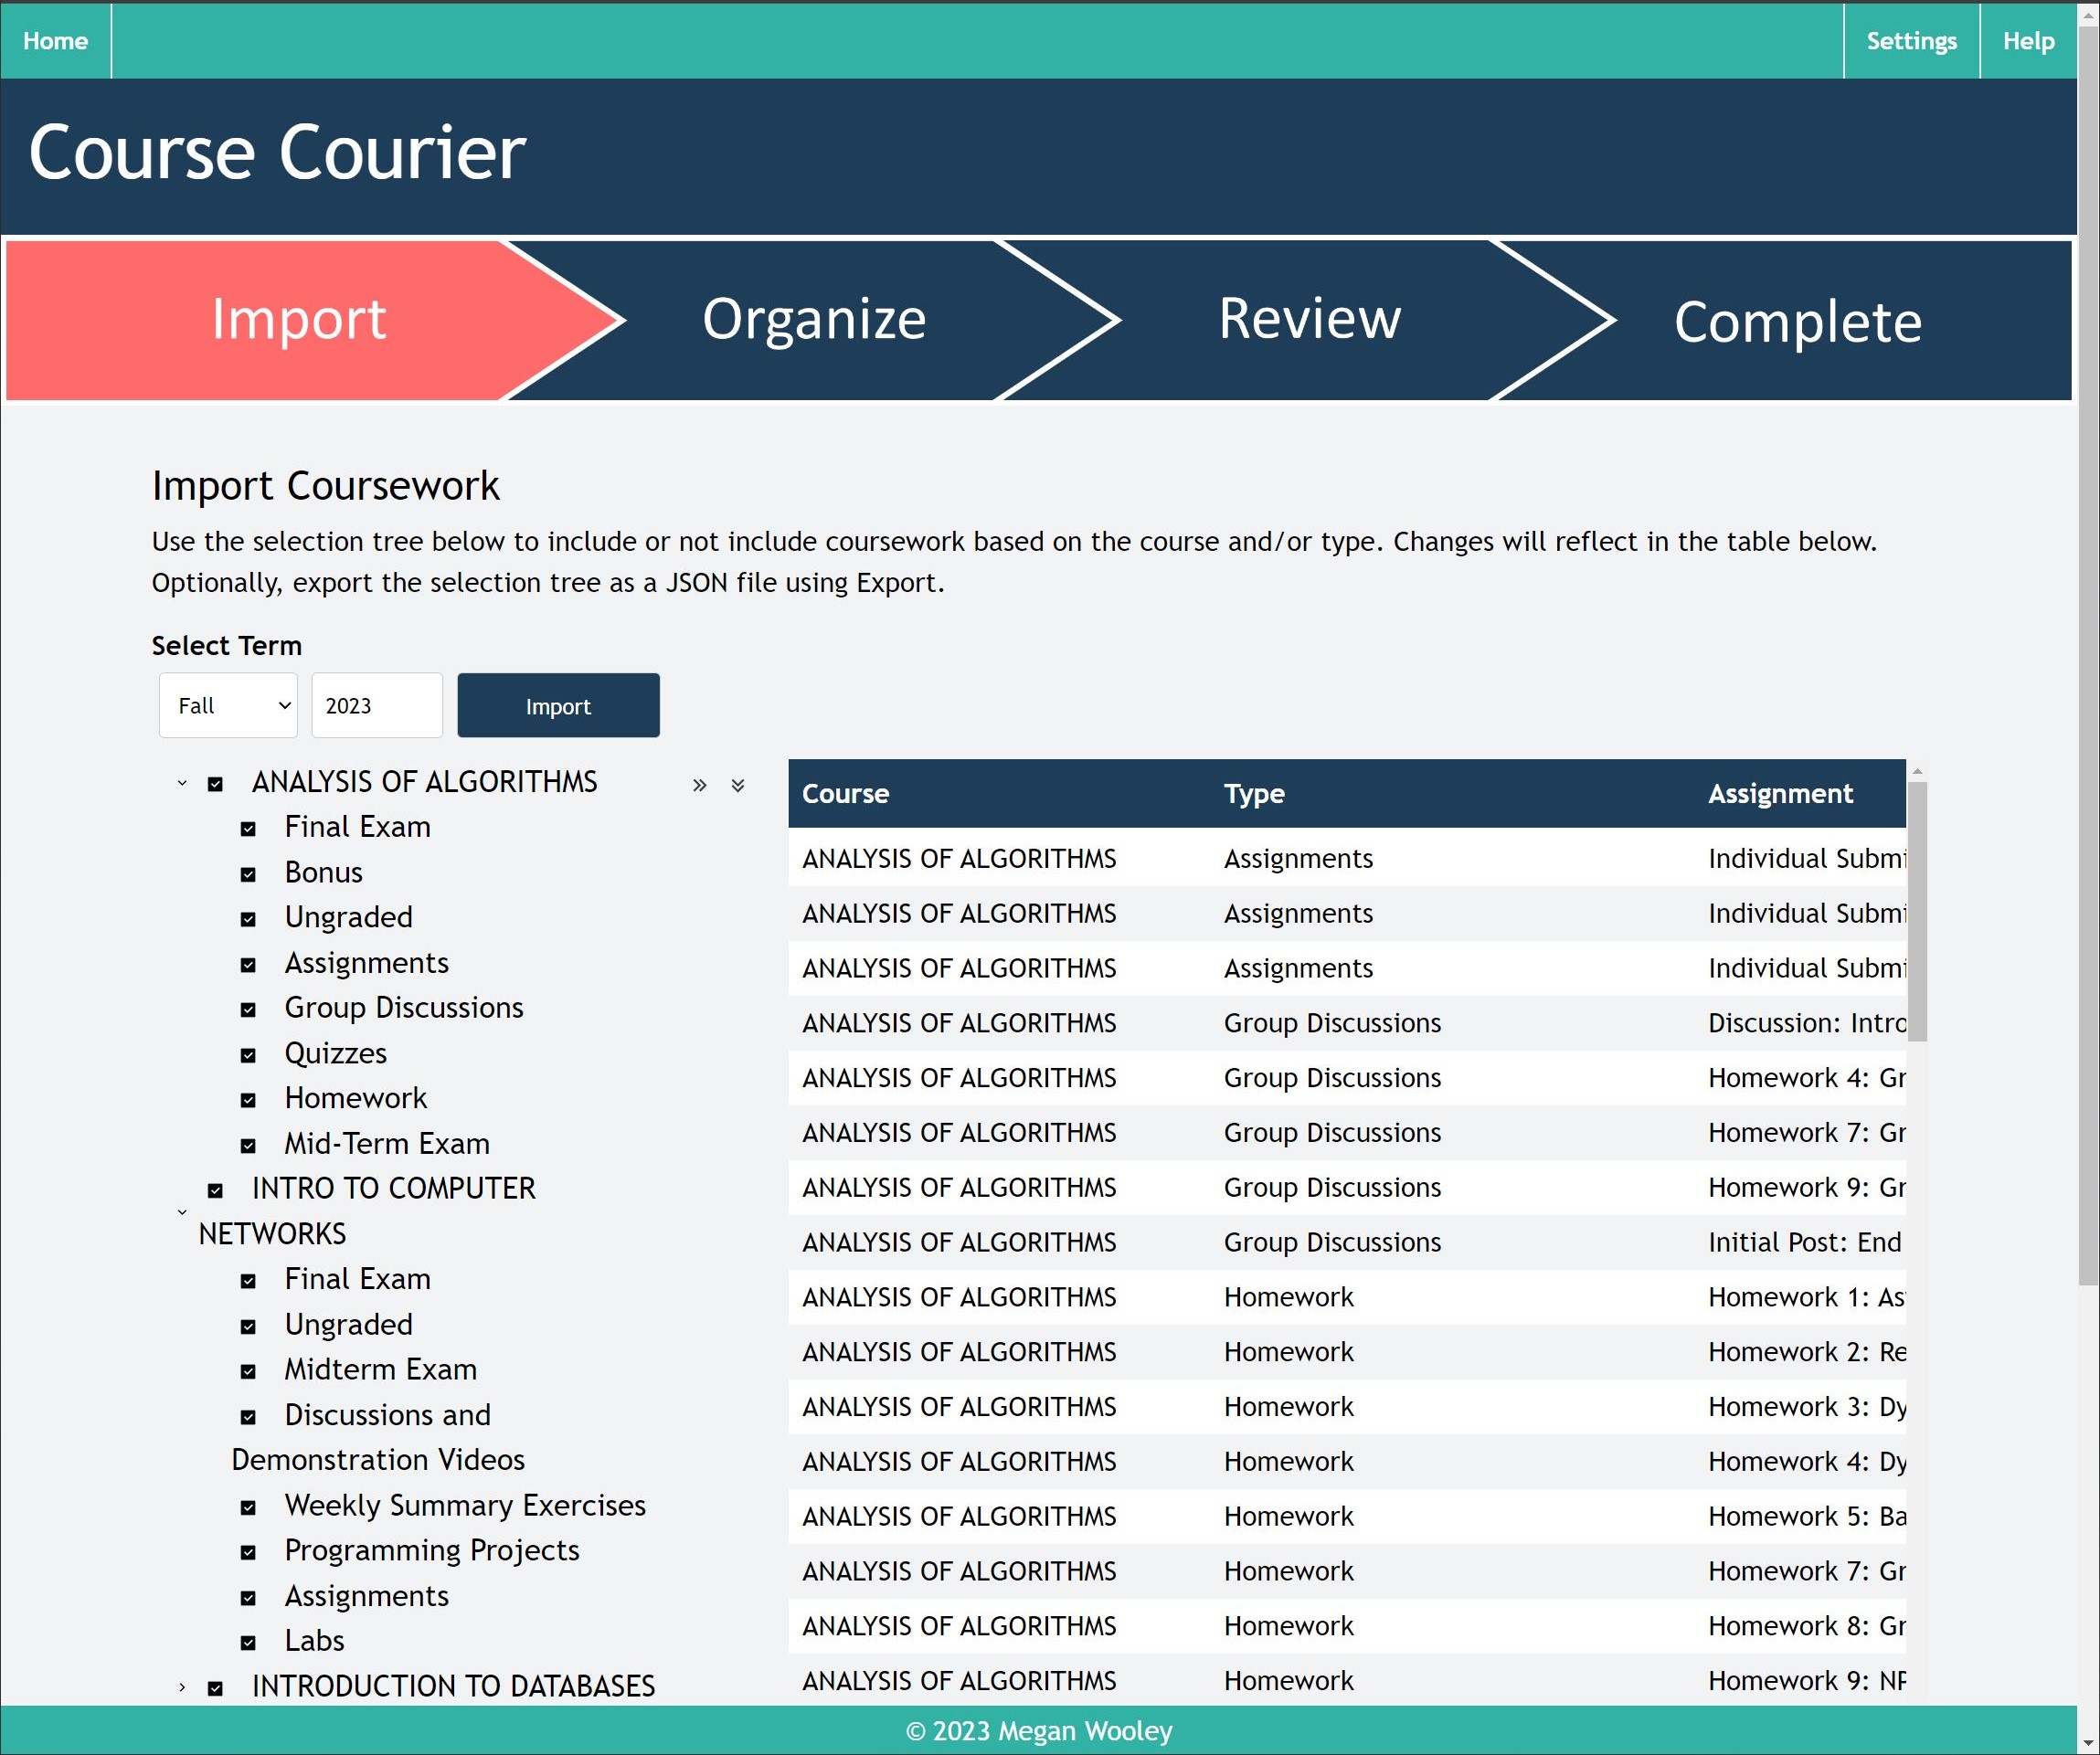 Home
Settings
Help
Course Courier
Import
Organize
Review
Complete
Import Coursework
Use the selection tree below to include or not include coursework based on the course and/or type. Changes will reflect in the table below.
Optionally, export the selection tree as a JSON file using Export.
Select Term
Fall
2023
Import
ANALYSIS OF ALGORITHMS
Final Exam
Bonus
Ungraded
Assignments
Group Discussions
Quizzes
Homework
Mid-Term Exam
INTRO TO COMPUTER
NETWORKS
Final Exam
Ungraded
Midterm Exam
Discussions and
Demonstration Videos
Weekly Summary Exercises
Programming Projects
Assignments
Labs
INTRODUCTION TO DATABASES
Course Type Assignment
ANALYSIS OF ALGORITHMS Assignments Individual
ANALYSIS OF ALGORITHMS Assignments Individual
ANALYSIS OF ALGORITHMS Assignments Individual
ANALYSIS OF ALGORITHMS Group Discussions Discussion: Intro
ANALYSIS OF ALGORITHMS Group Discussions Homework 4: Gr
ANALYSIS OF ALGORITHMS Group Discussions Homework 7: Gr
ANALYSIS OF ALGORITHMS Group Discussions Homework 9: Gr
ANALYSIS OF ALGORITHMS Group Discussions Initial Post: End
ANALYSIS OF ALGORITHMS Homework Homework 1:
ANALYSIS OF ALGORITHMS Homework Homework 2: Re
ANALYSIS OF ALGORITHMS Homework Homework 3: Dy
ANALYSIS OF ALGORITHMS Homework Homework 4: Dy
ANALYSIS OF ALGORITHMS Homework Homework 5: Ba
ANALYSIS OF ALGORITHMS Homework Homework 7: Gr
ANALYSIS OF ALGORITHMS Homework Homework 8: Gr
ANALYSIS OF ALGORITHMS Homework Homework 9: NP
© 2023 Megan Wooley